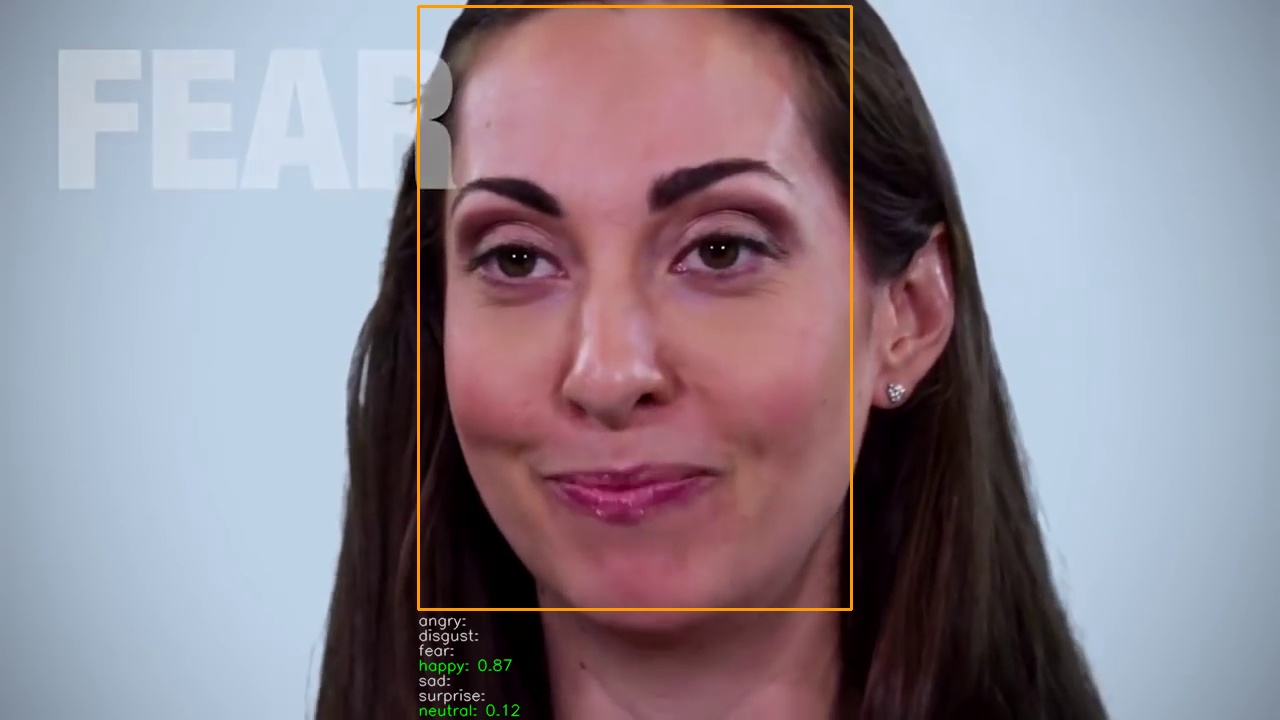 FEAR
angry:
disgust:
fear:
happy: 0.87
sad:
surprise:
neutral: 0.12